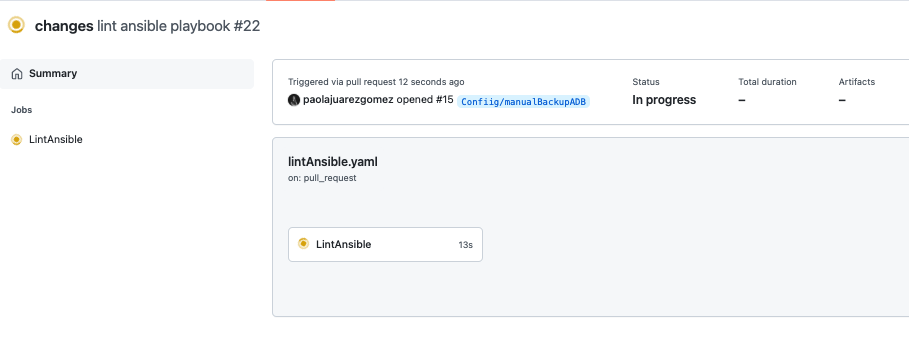 changes lint ansible playbook #22
Summary
Jobs
LintAnsible
Triggered via pull request 12 seconds ago
paolajuarezgomez opened #15 Confiig/manualBackupADB
Status
In progress
Total duration
–
Artifacts
–
lintAnsible.yaml
on: pull_request
LintAnsible 13s